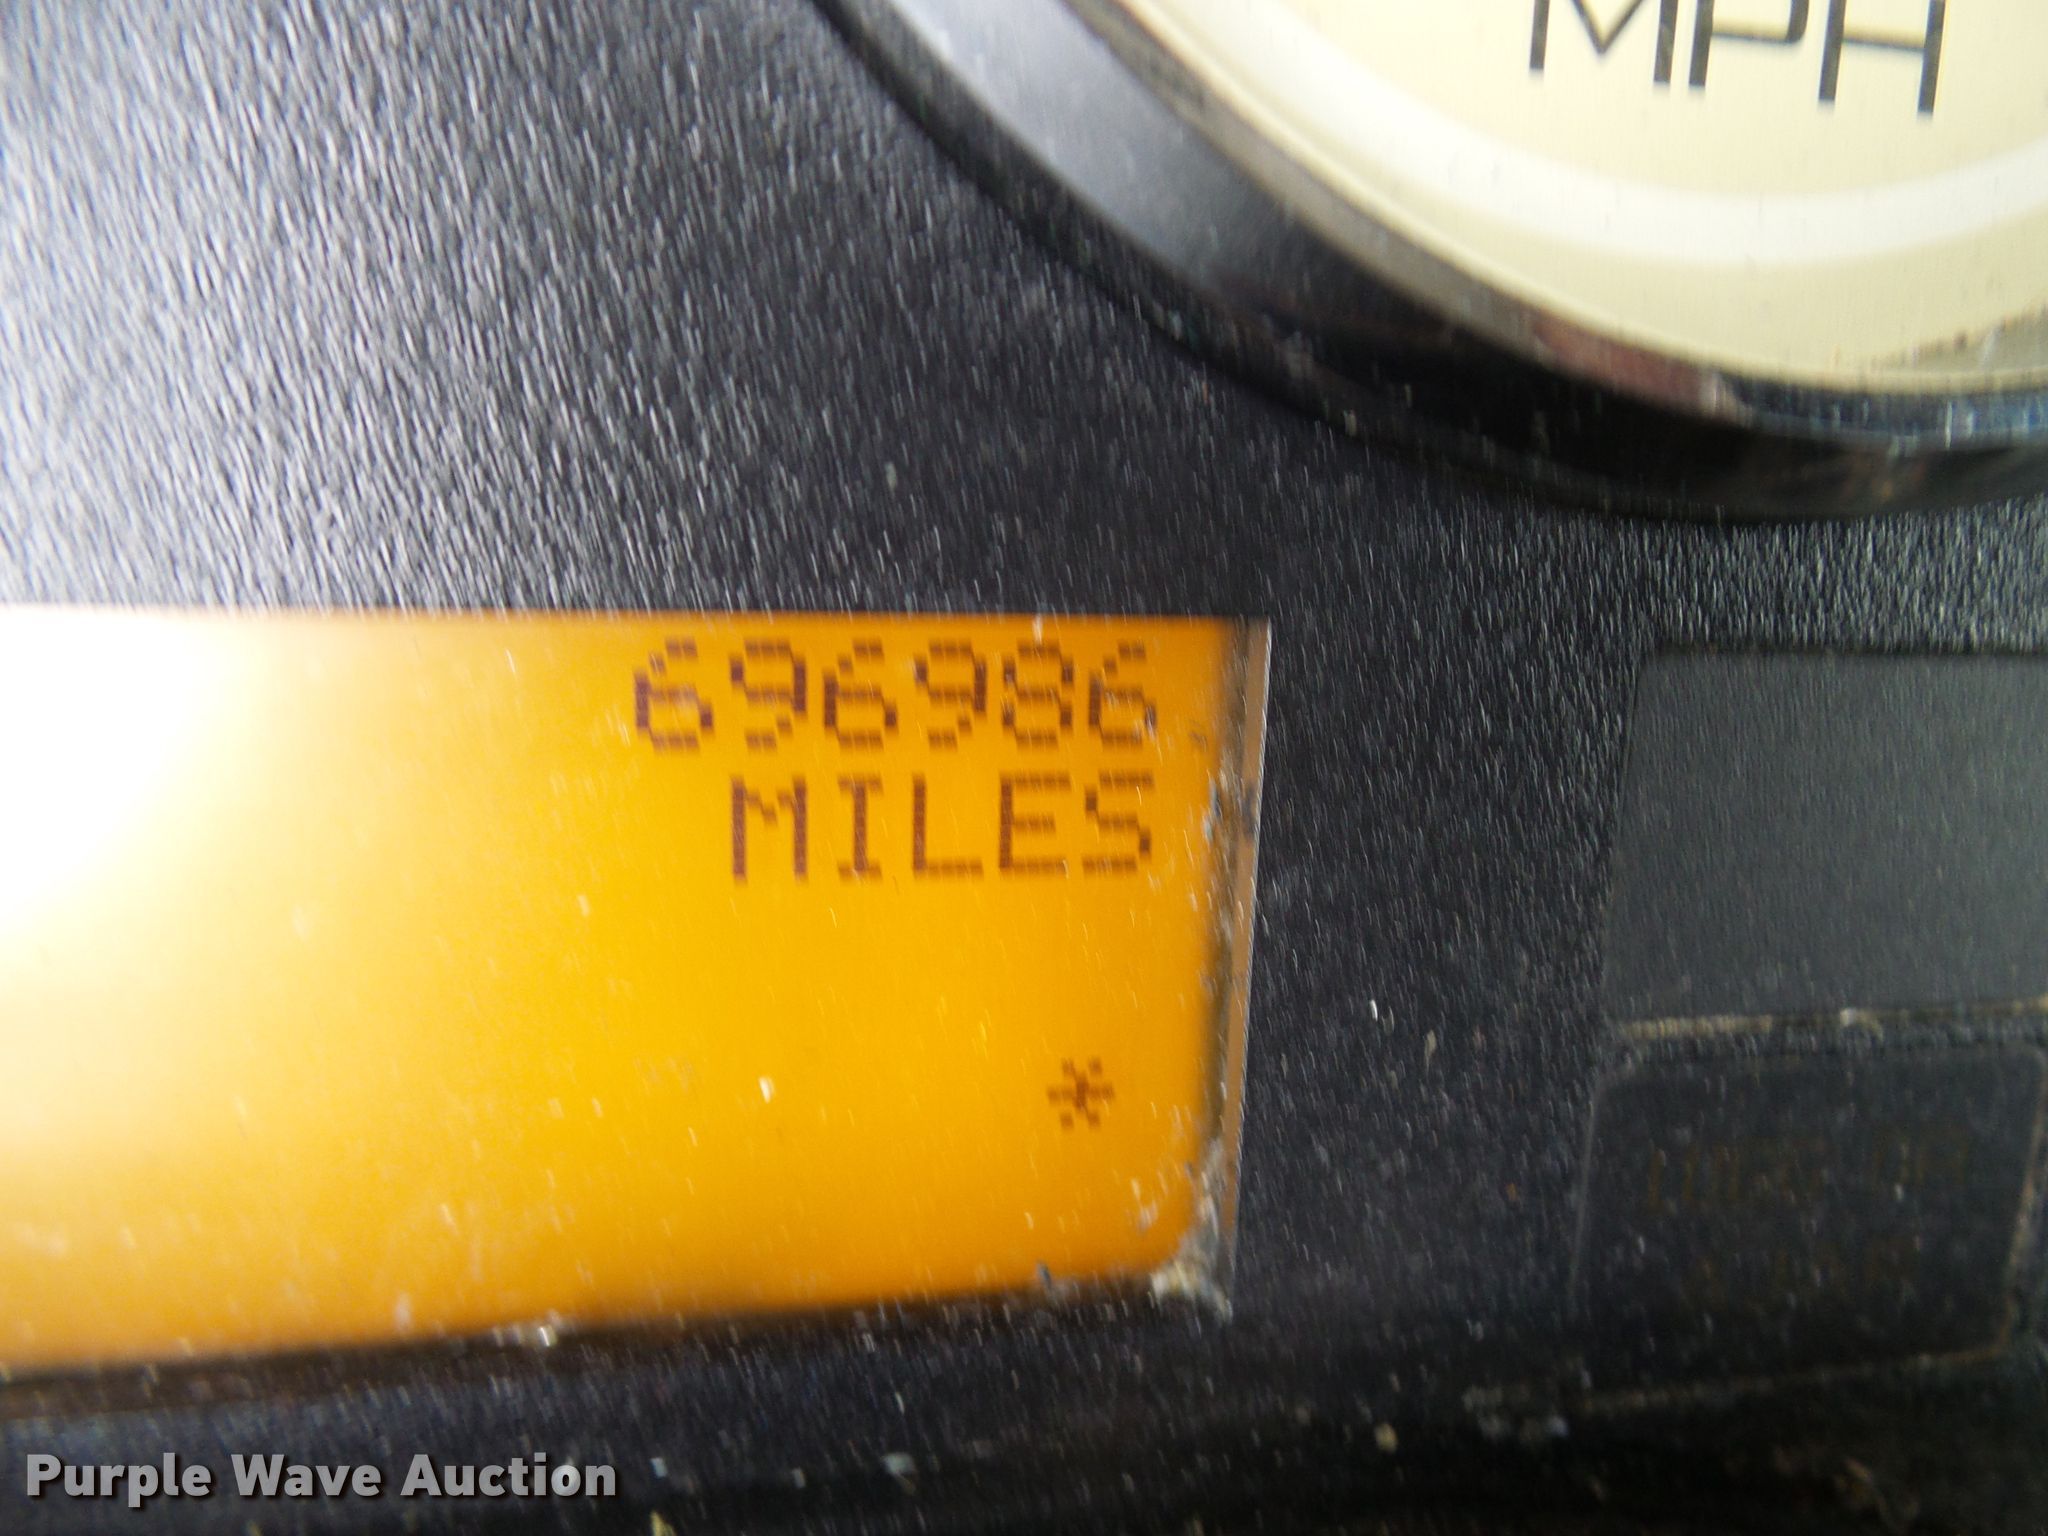 MPH
696986
MILES
*
Purple Wave Auction